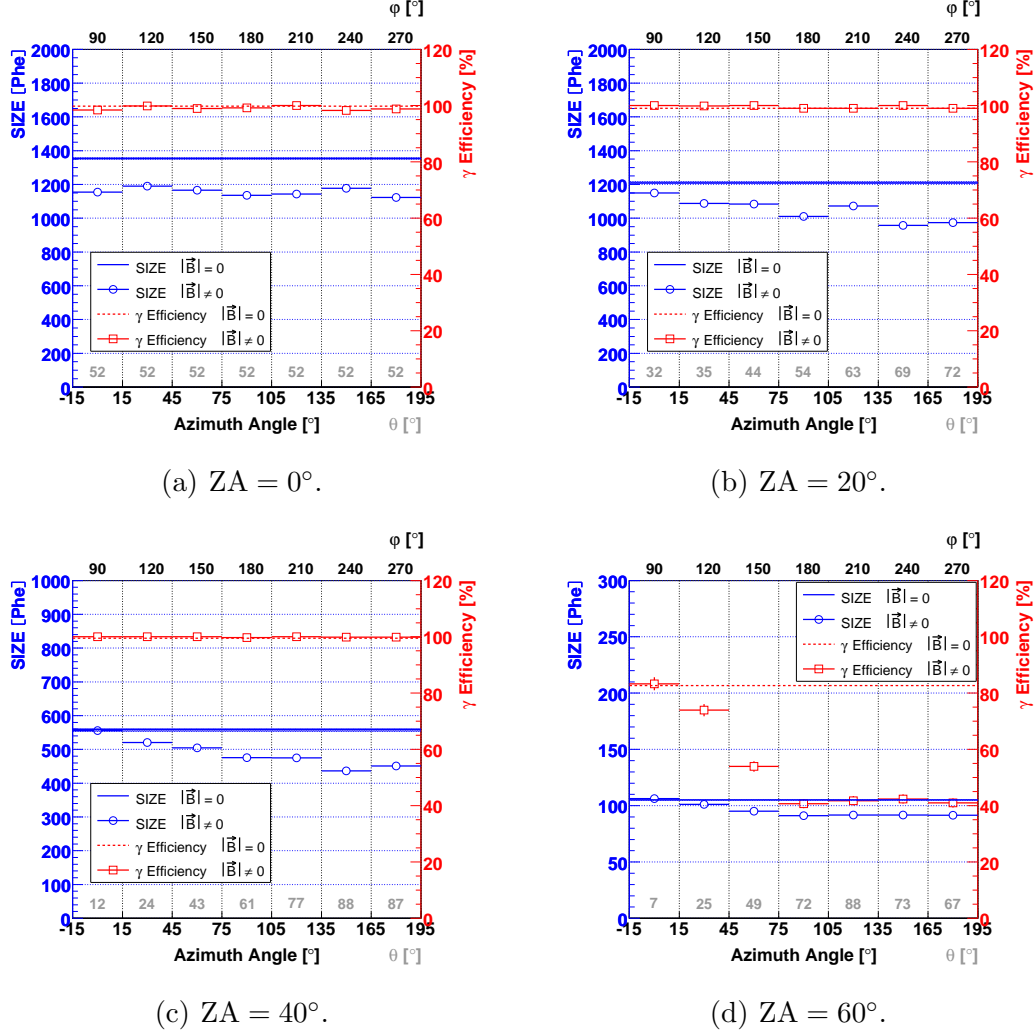 φ [°]
90 120 150 180 210 240 270
SIZE [Phe]
2000
1800
1600
1400
1200
1000
800
600
400
200
0
γ Efficiency [%]
120
100
80
60
40
20
0
SIZE |B⃗| = 0
SIZE |B⃗| ≠ 0
γ Efficiency |B⃗| = 0
γ Efficiency |B⃗| ≠ 0
52 52 52 52 52 52 52
-15 15 45 75 105 135 165 195
Azimuth Angle [°] θ [°]
(a) ZA = 0°.
φ [°]
90 120 150 180 210 240 270
SIZE [Phe]
2000
1800
1600
1400
1200
1000
800
600
400
200
0
γ Efficiency [%]
120
100
80
60
40
20
0
SIZE |B⃗| = 0
SIZE |B⃗| ≠ 0
γ Efficiency |B⃗| = 0
γ Efficiency |B⃗| ≠ 0
32 35 44 54 63 69 72
-15 15 45 75 105 135 165 195
Azimuth Angle [°] θ [°]
(b) ZA = 20°.
φ [°]
90 120 150 180 210 240 270
SIZE [Phe]
1000
900
800
700
600
500
400
300
200
100
0
γ Efficiency [%]
120
100
80
60
40
20
0
SIZE |B⃗| = 0
SIZE |B⃗| ≠ 0
γ Efficiency |B⃗| = 0
γ Efficiency |B⃗| ≠ 0
12 24 43 61 77 88 87
-15 15 45 75 105 135 165 195
Azimuth Angle [°] θ [°]
(c) ZA = 40°.
φ [°]
90 120 150 180 210 240 270
SIZE [Phe]
300
250
200
150
100
50
0
γ Efficiency [%]
120
100
80
60
40
20
0
SIZE |B⃗| = 0
SIZE |B⃗| ≠ 0
γ Efficiency |B⃗| = 0
γ Efficiency |B⃗| ≠ 0
7 25 49 72 88 73 67
-15 15 45 75 105 135 165 195
Azimuth Angle [°] θ [°]
(d) ZA = 60°.